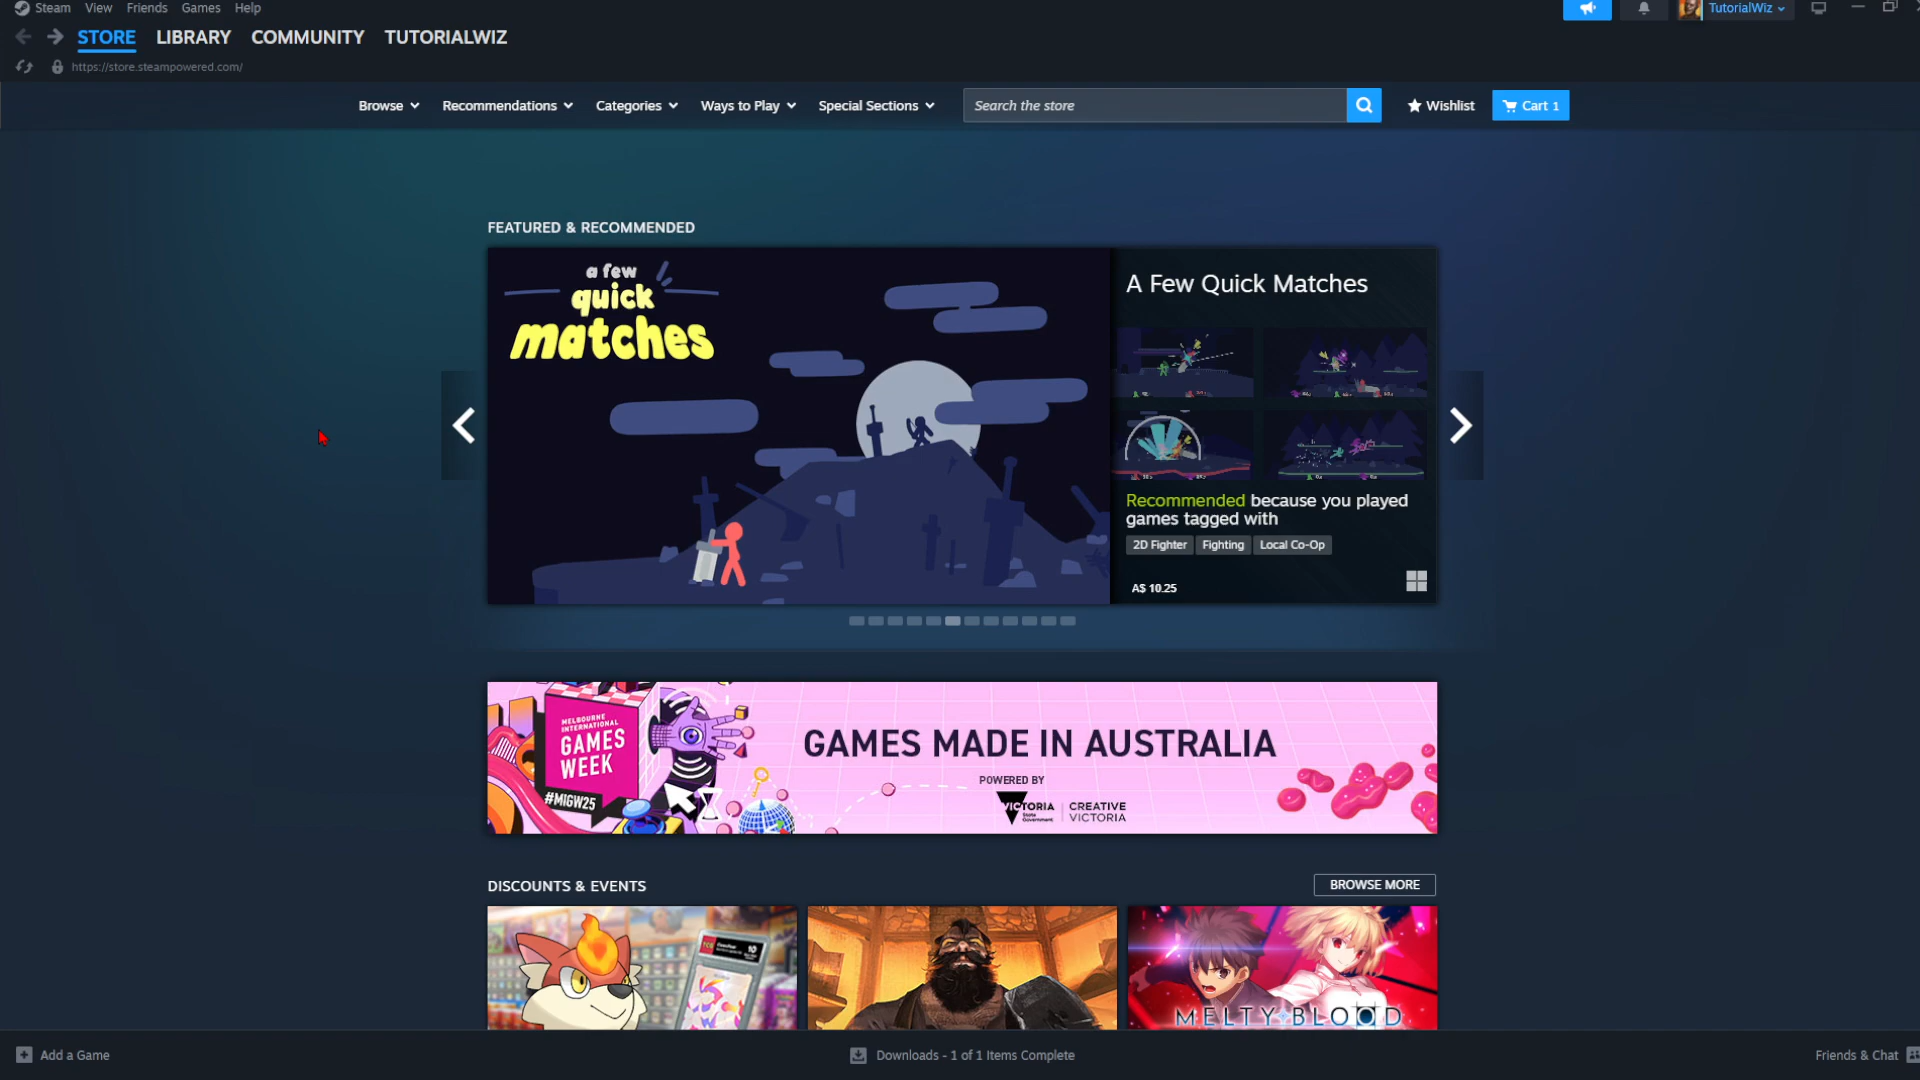 Steam View Friends Games Help
TutorialWiz
STORE LIBRARY COMMUNITY TUTORIALWIZ
https://store.steampowered.com/
Browse Recommendations Categories Ways to Play Special Sections Search the store Wishlist Cart 1
FEATURED & RECOMMENDED
a few
quick
matches
A Few Quick Matches
Recommended because you played
games tagged with
2D Fighter Fighting Local Co-Op
A$ 10.25
MELBOURNE
INTERNATIONAL
GAMES
WEEK
#MIGW25
GAMES MADE IN AUSTRALIA
POWERED BY
VICTORIA
State
Government
CREATIVE
VICTORIA
DISCOUNTS & EVENTS
BROWSE MORE
10
MELTY BLOOD
Add a Game
Downloads - 1 of 1 Items Complete
Friends & Chat